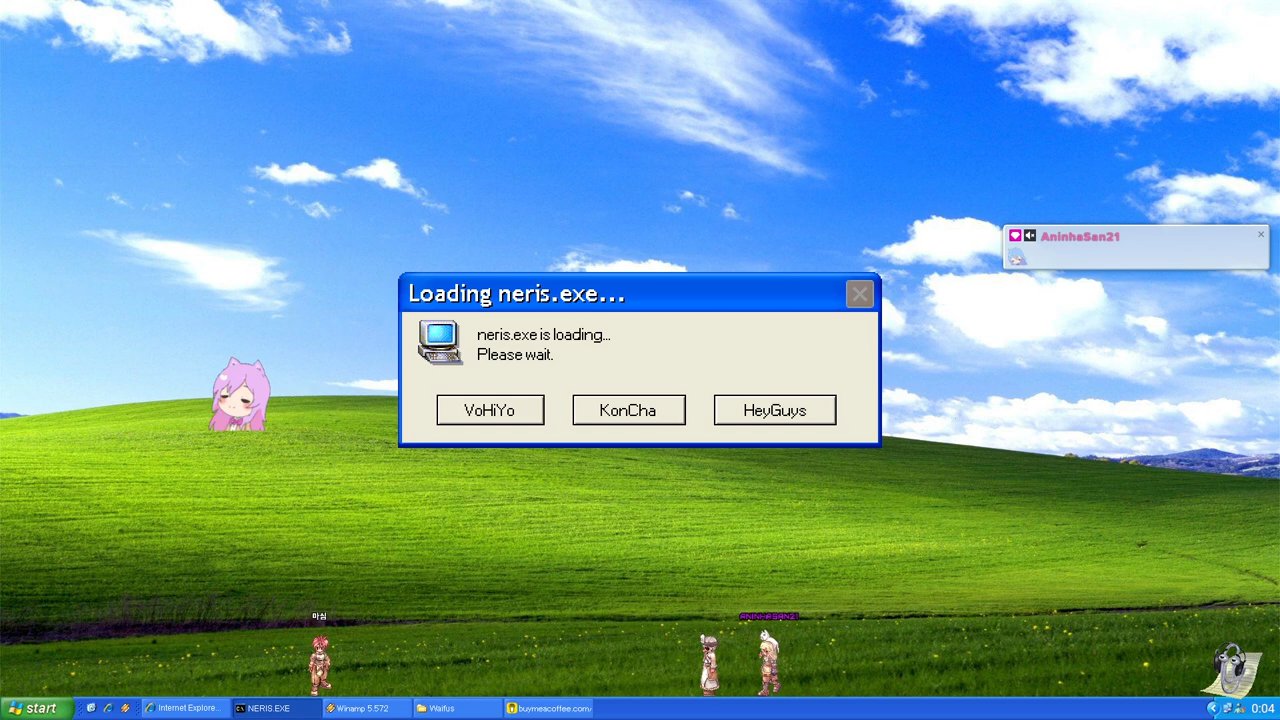 AninhaSan21
Loading neris.exe...
neris.exe is loading...
Please wait.
VoHiYo
KonCha
HeyGuys
마심
ANINHASAN21
start
Internet Explore...
NERIS.EXE
Winamp 5.572
Waifus
buymeacoffee.com/
0:04